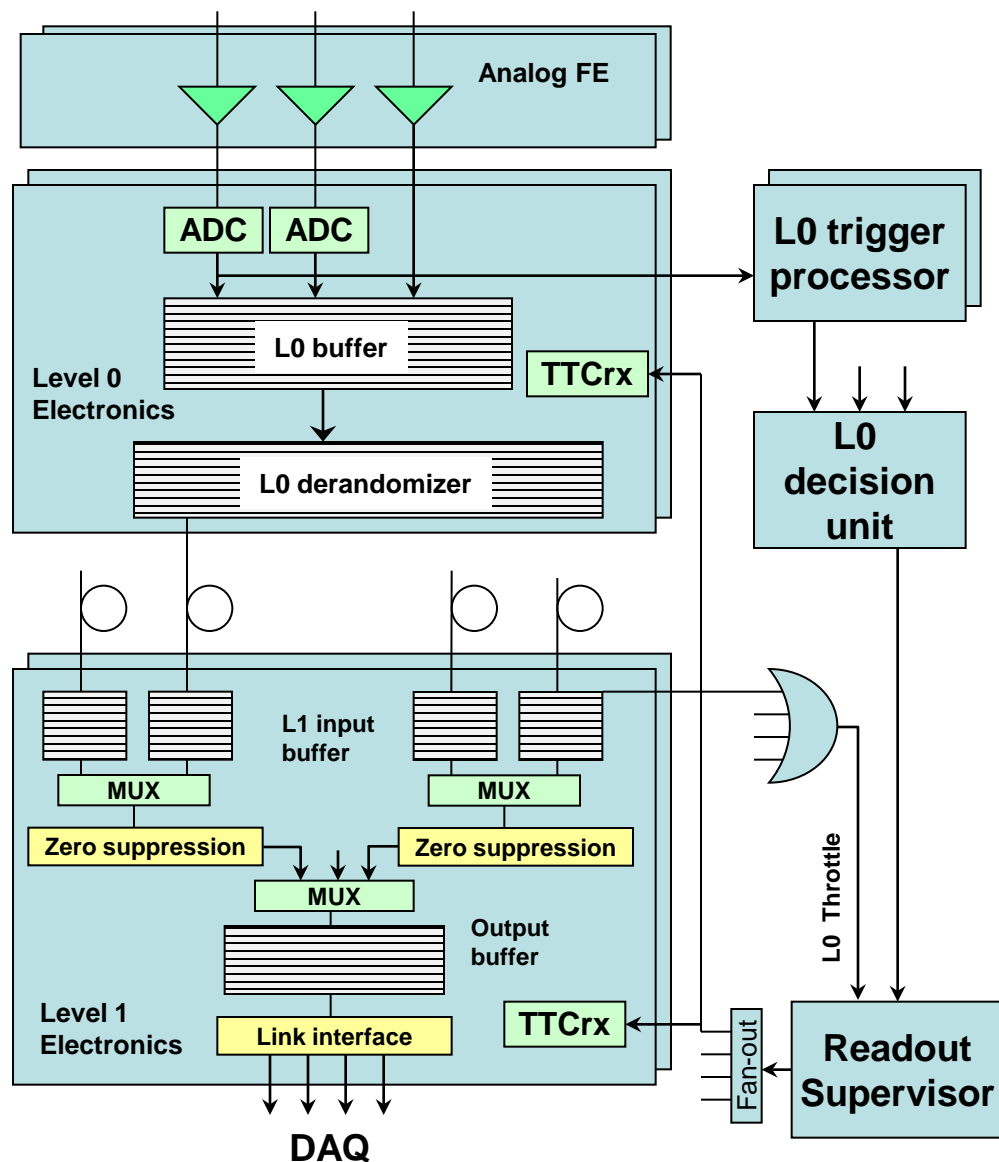 Analog FE
ADC
ADC
L0 trigger
processor
L0 buffer
TTCrx
Level 0
Electronics
L0
decision
unit
L0 derandomizer
L1 input
buffer
MUX
MUX
Zero suppression
Zero suppression
MUX
L0 Throttle
Output
buffer
Level 1
Electronics
TTCrx
Link interface
Fan-out
Readout
Supervisor
DAQ